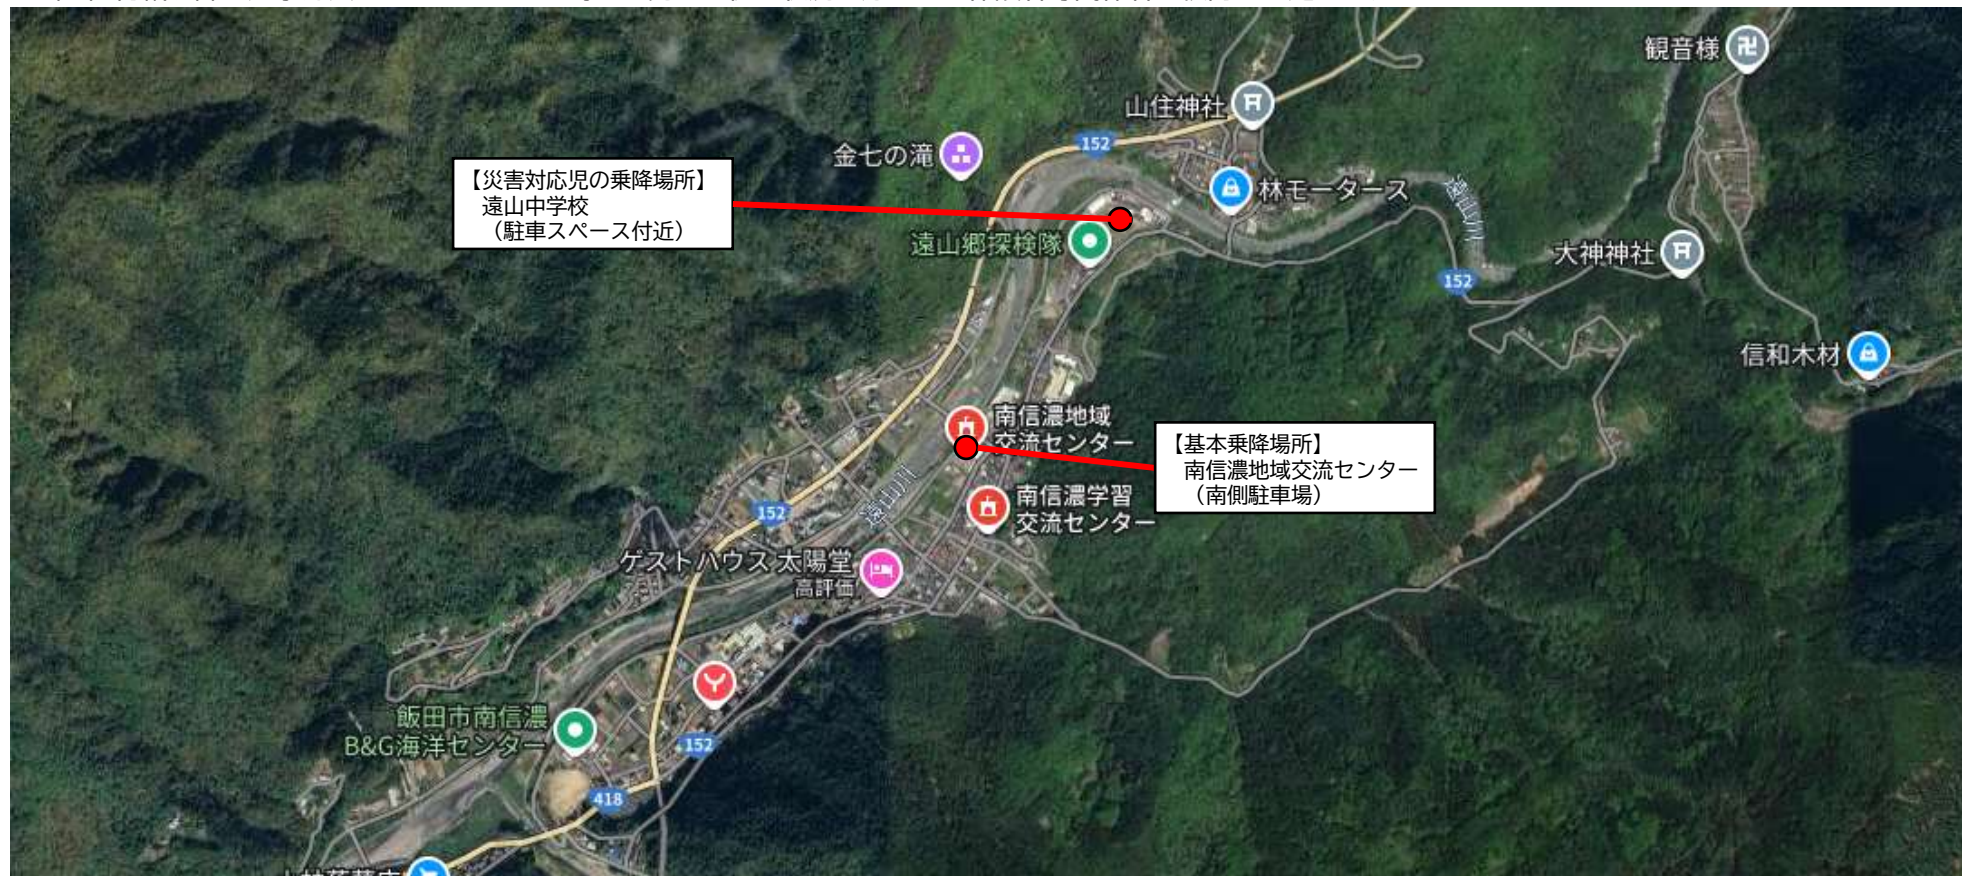 観音様
山住神社
152
金七の滝
【災害対応児の乗降場所】
遠山中学校
（駐車スペース付近）
林モータース
遠山川
遠山郷探検隊
大神神社
152
信和木材
南信濃地域
交流センター
【基本乗降場所】
南信濃地域交流センター
（南側駐車場）
遠山川
152
南信濃学習
交流センター
ゲストハウス 太陽堂
高評価
飯田市南信濃
B&G海洋センター
152
418